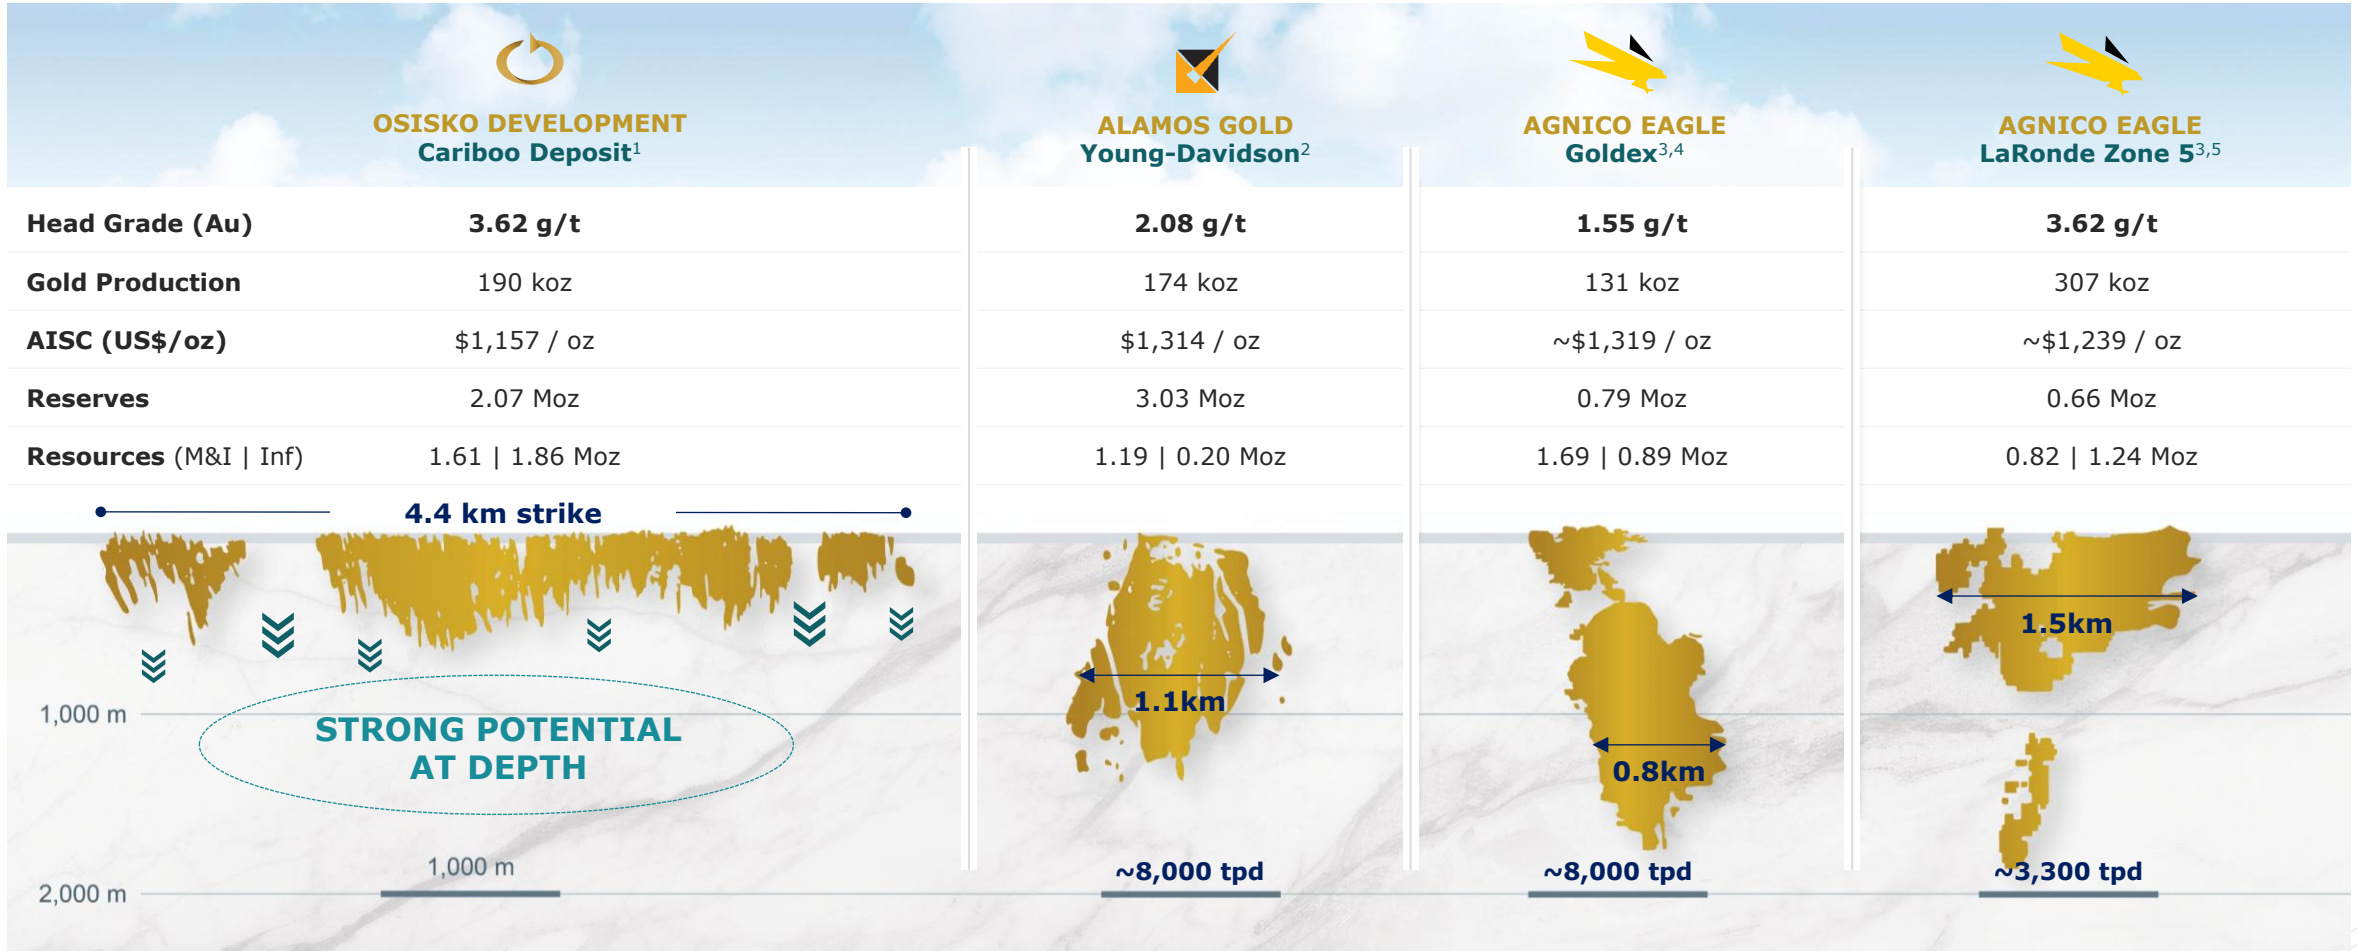 OSISKO DEVELOPMENT
Cariboo Deposit1
ALAMOS GOLD
Young-Davidson2
AGNICO EAGLE
Goldex3,4
AGNICO EAGLE
LaRonde Zone 53,5
Head Grade (Au) 3.62 g/t 2.08 g/t 1.55 g/t 3.62 g/t
Gold Production 190 koz 174 koz 131 koz 307 koz
AISC (US$/oz) $1,157 / oz $1,314 / oz ~$1,319 / oz ~$1,239 / oz
Reserves 2.07 Moz 3.03 Moz 0.79 Moz 0.66 Moz
Resources (M&I | Inf) 1.61 | 1.86 Moz 1.19 | 0.20 Moz 1.69 | 0.89 Moz 0.82 | 1.24 Moz
4.4 km strike
1.5km
1.1km
1,000 m
STRONG POTENTIAL
AT DEPTH
0.8km
1,000 m
~8,000 tpd
~8,000 tpd
~3,300 tpd
2,000 m